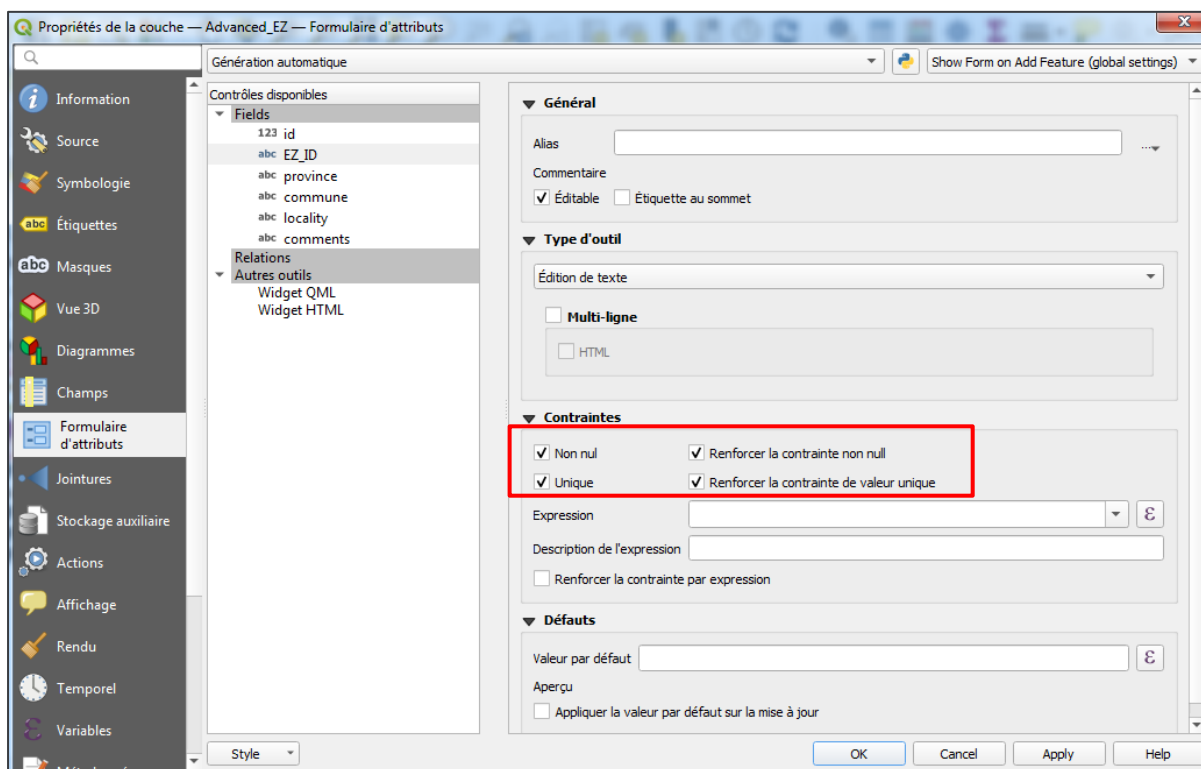 Propriétés de la couche — Advanced_EZ — Formulaire d'attributs
Génération automatique
Show Form on Add Feature (global settings)
Information
Source
Symbologie
abc Étiquettes
abc Masques
Vue 3D
Diagrammes
Champs
Formulaire
d'attributs
Jointures
Stockage auxiliaire
Actions
Affichage
Rendu
Temporel
Variables
Contrôles disponibles
Fields
123 id
abc EZ_ID
abc province
abc commune
abc locality
abc comments
Relations
Autres outils
Widget QML
Widget HTML
Général
Alias
Commentaire
Éditable Étiquette au sommet
Type d'outil
Édition de texte
Multi-ligne
HTML
Contraintes
Non nul Renforcer la contrainte non null
Unique Renforcer la contrainte de valeur unique
Expression ε
Description de l'expression
Renforcer la contrainte par expression
Défauts
Valeur par défaut ε
Aperçu
Appliquer la valeur par défaut sur la mise à jour
Style OK Cancel Apply Help